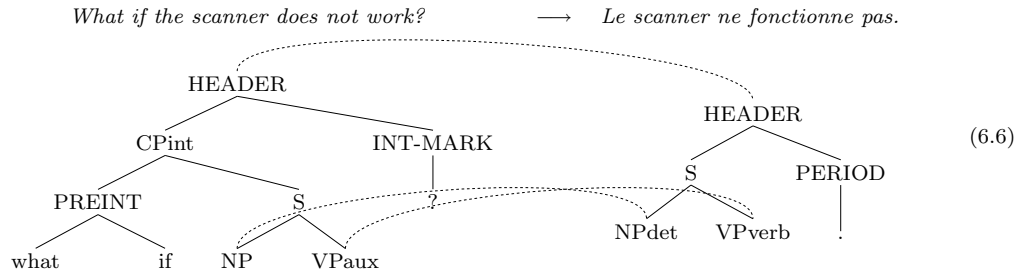 What if the scanner does not work? ⟶ Le scanner ne fonctionne pas.
HEADER
HEADER
CPint INT-MARK (6.6)
S PERIOD
PREINT S ?
NPdet VPverb .
what if NP VPaux